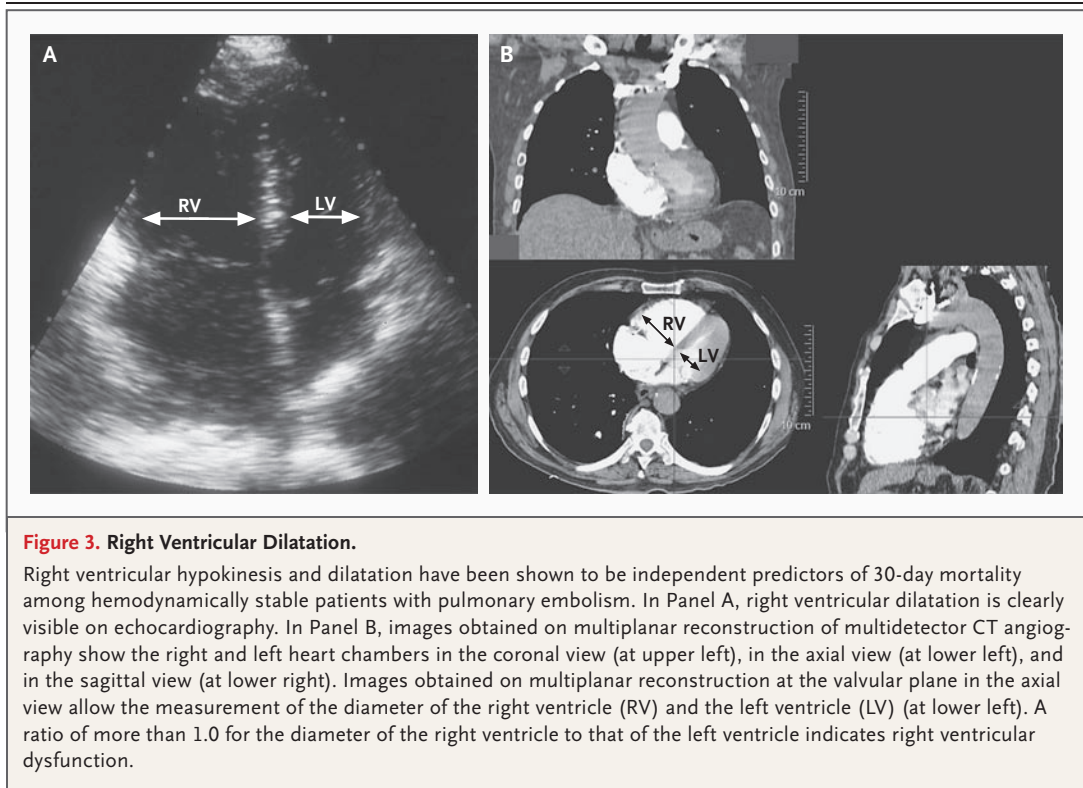 A
RV
LV
B
10 cm
RV
LV
10 cm
Figure 3. Right Ventricular Dilatation.
Right ventricular hypokinesis and dilatation have been shown to be independent predictors of 30-day mortality
among hemodynamically stable patients with pulmonary embolism. In Panel A, right ventricular dilatation is clearly
visible on echocardiography. In Panel B, images obtained on multiplanar reconstruction of multidetector CT angiog-
raphy show the right and left heart chambers in the coronal view (at upper left), in the axial view (at lower left), and
in the sagittal view (at lower right). Images obtained on multiplanar reconstruction at the valvular plane in the axial
view allow the measurement of the diameter of the right ventricle (RV) and the left ventricle (LV) (at lower left). A
ratio of more than 1.0 for the diameter of the right ventricle to that of the left ventricle indicates right ventricular
dysfunction.